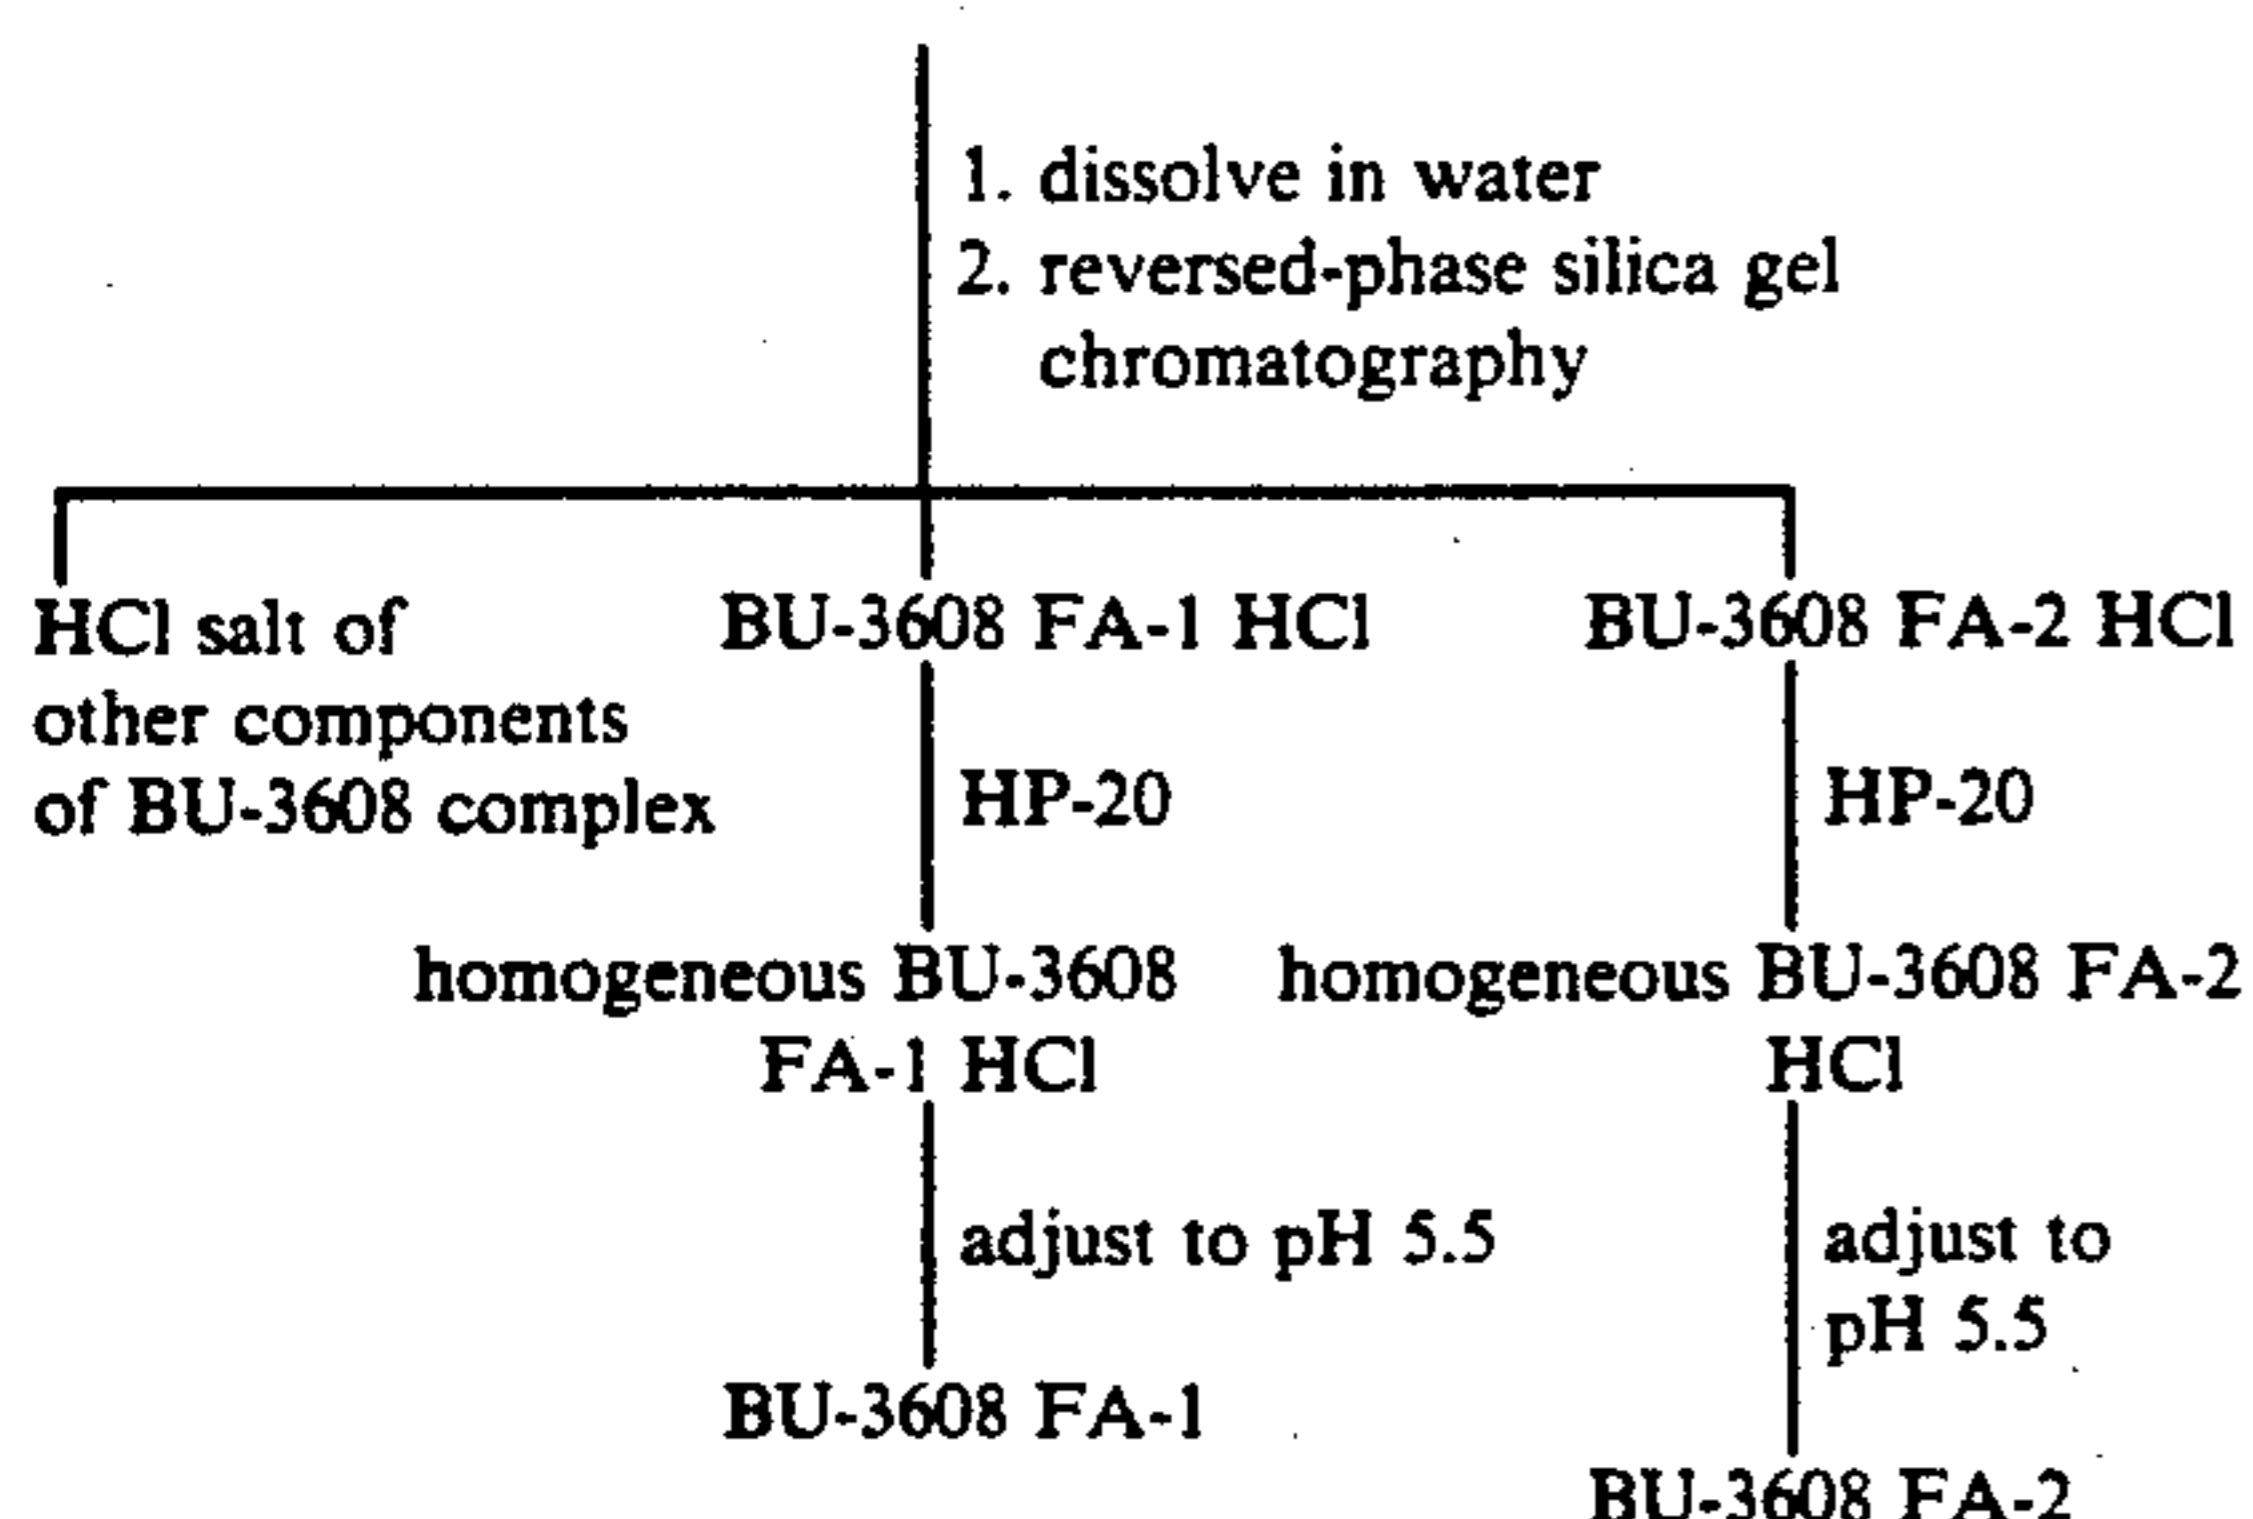 1. dissolve in water
2. reversed-phase silica gel
chromatography
HCl salt of
other components
of BU-3608 complex
BU-3608 FA-1 HCl
BU-3608 FA-2 HCl
HP-20
HP-20
homogeneous BU-3608
FA-1 HCl
homogeneous BU-3608 FA-2
HCl
adjust to pH 5.5
adjust to
pH 5.5
BU-3608 FA-1
BU-3608 FA-2